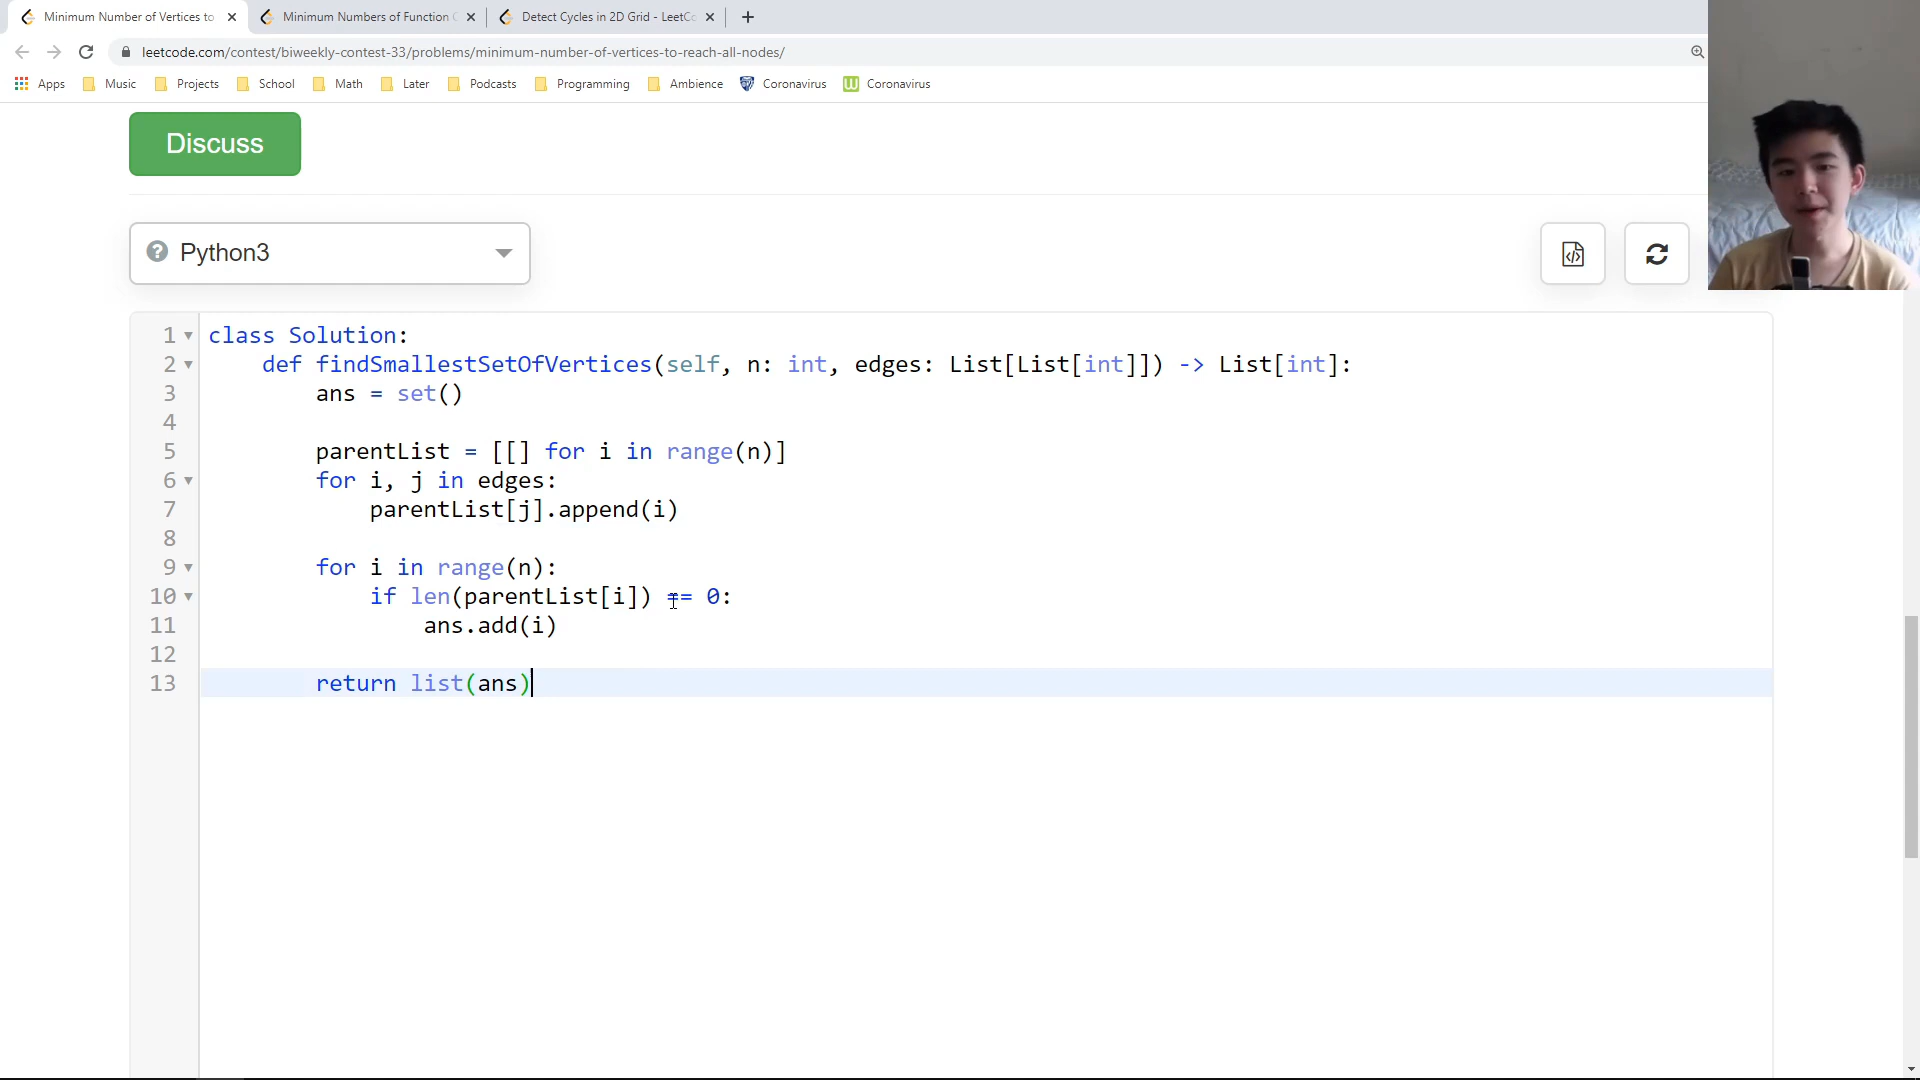 Minimum Number of Vertices to
Minimum Numbers of Function
Detect Cycles in 2D Grid - LeetCo
leetcode.com/contest/biweekly-contest-33/problems/minimum-number-of-vertices-to-reach-all-nodes/
Apps Music Projects School Math Later Podcasts Programming Ambience Coronavirus Coronavirus
Discuss
Python3
1 class Solution:
2 def findSmallestSetOfVertices(self, n: int, edges: List[List[int]]) -> List[int]:
3 ans = set()
4
5 parentList = [[] for i in range(n)]
6 for i, j in edges:
7 parentList[j].append(i)
8
9 for i in range(n):
10 if len(parentList[i]) == 0:
11 ans.add(i)
12
13 return list(ans)